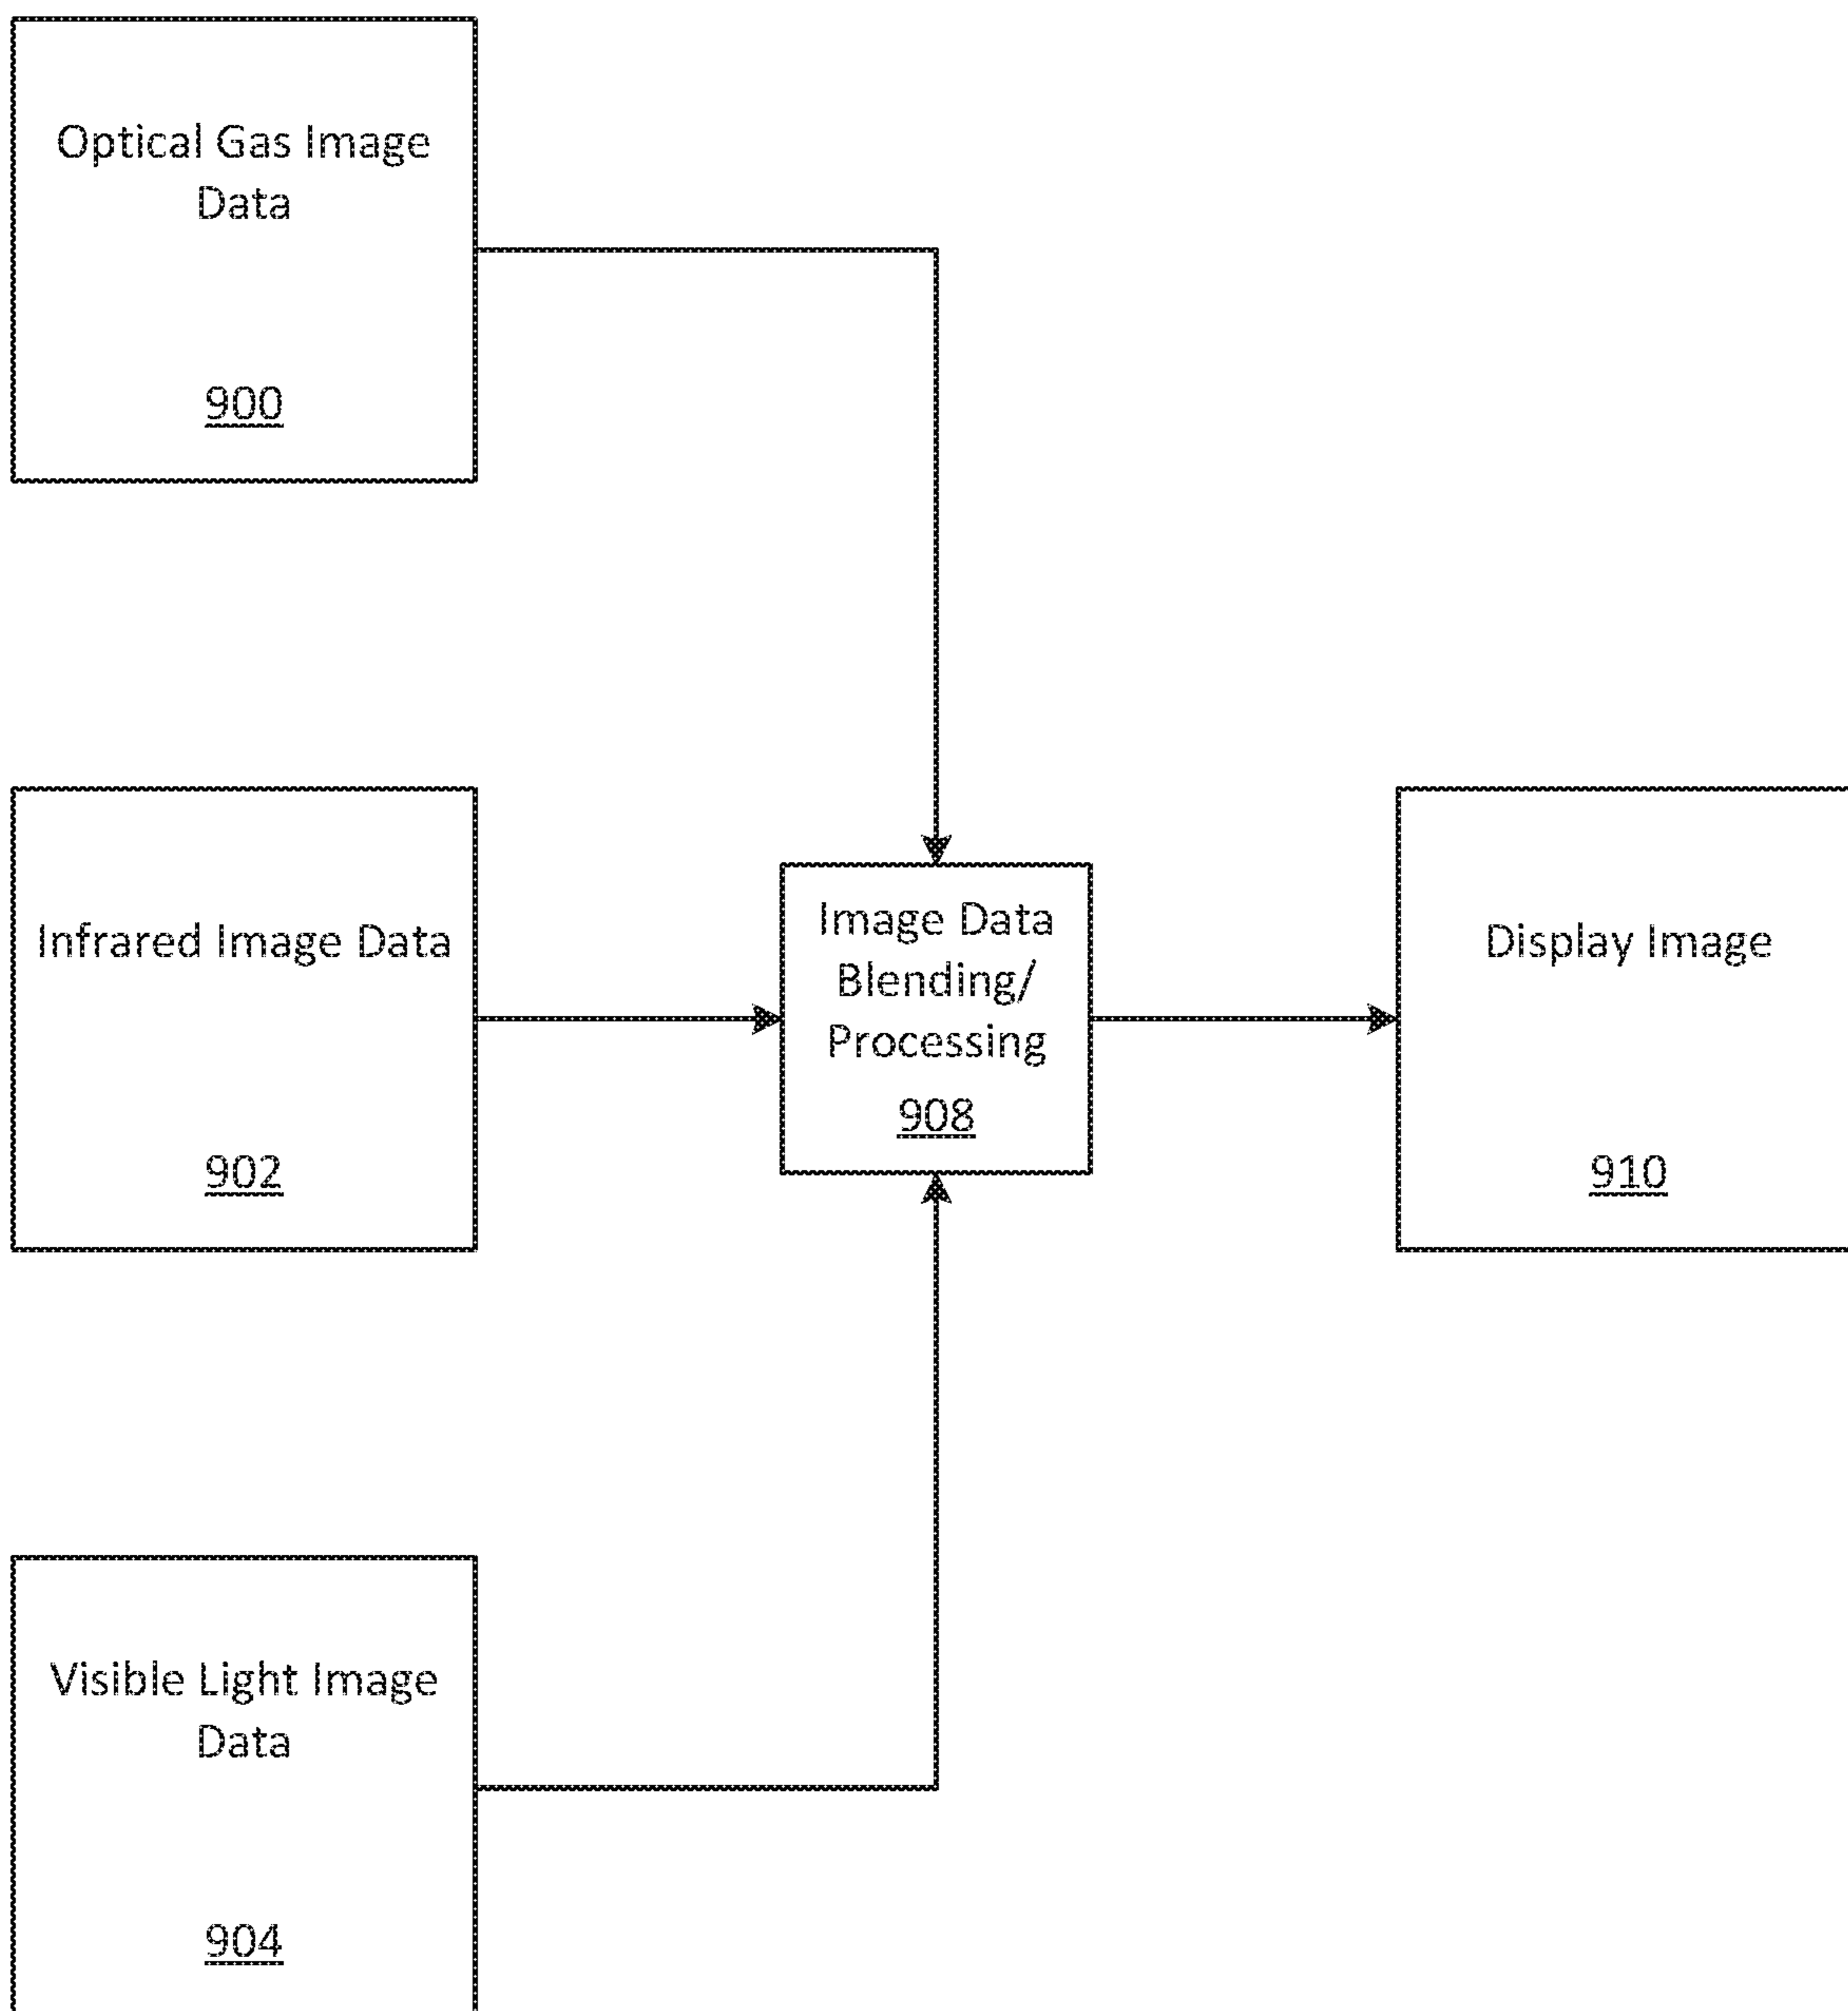 Optical Gas Image
Data
900
Infrared Image Data
902
Image Data
Blending/
Processing
908
Display Image
910
Visible Light Image
Data
904